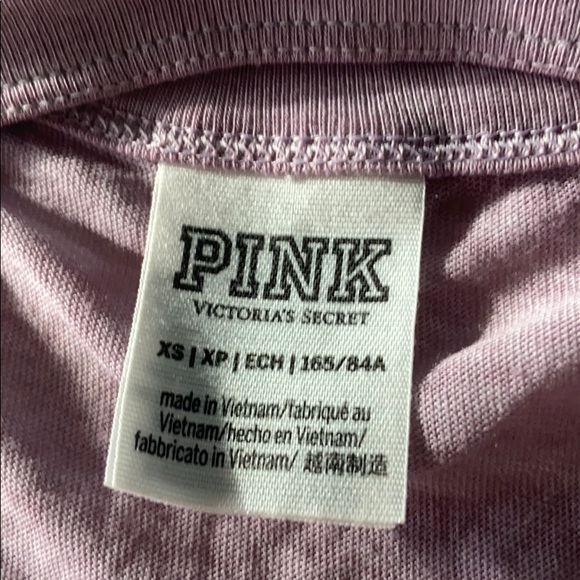 PINK
VICTORIA'S SECRET
XS | XP | ECH | 165/84A
made in Vietnam/fabriqué au
Vietnam/hecho en Vietnam/
fabbricato in Vietnam/ 越南制造